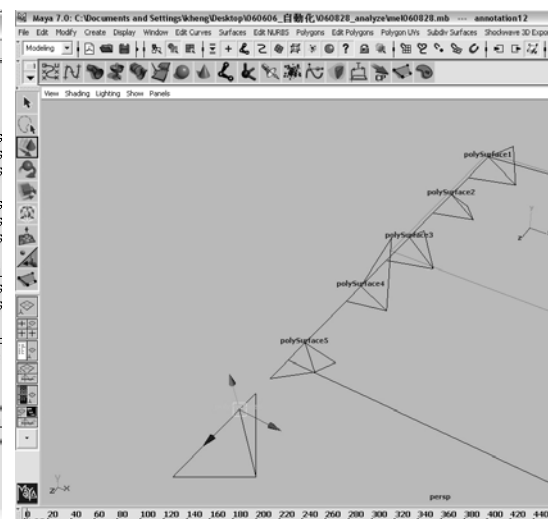 Maya 7.0: C:\Documents and Settings\kheng\Desktop\060606_自動化\060828_analyze\mel060828.mb --- annotation12
File Edit Modify Create Display Window Edit Curves Surfaces Edit NURBS Polygons Edit Polygons Polygon UVs Subdiv Surfaces Shockwave 3D Expo
Modeling
View Shading Lighting Show Panels
polySurface1
polySurface2
Y
z
polySurface3
polySurface4
polySurface5
Y
Z X
persp
0 20 40 60 80 100 120 140 160 180 200 220 240 260 280 300 320 340 360 380 400 420 440